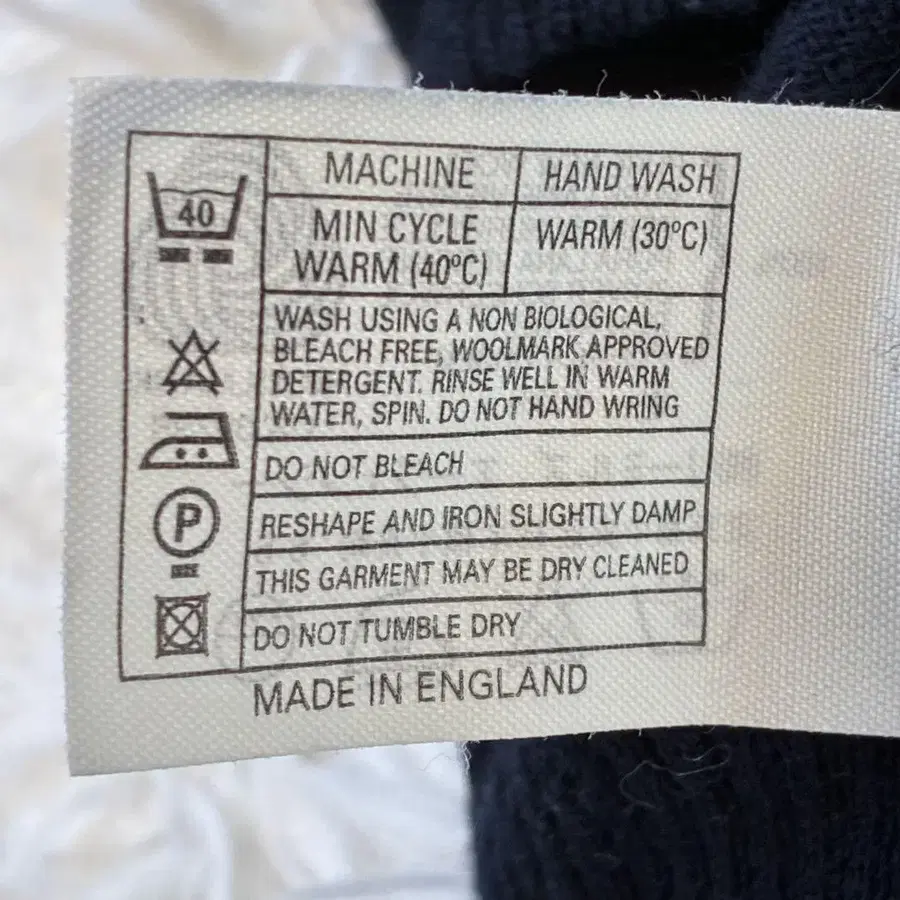 40
MACHINE
HAND WASH
MIN CYCLE
WARM (40°C)
WARM (30°C)
WASH USING A NON BIOLOGICAL,
BLEACH FREE, WOOLMARK APPROVED
DETERGENT. RINSE WELL IN WARM
WATER, SPIN. DO NOT HAND WRING
DO NOT BLEACH
RESHAPE AND IRON SLIGHTLY DAMP
P
THIS GARMENT MAY BE DRY CLEANED
DO NOT TUMBLE DRY
MADE IN ENGLAND